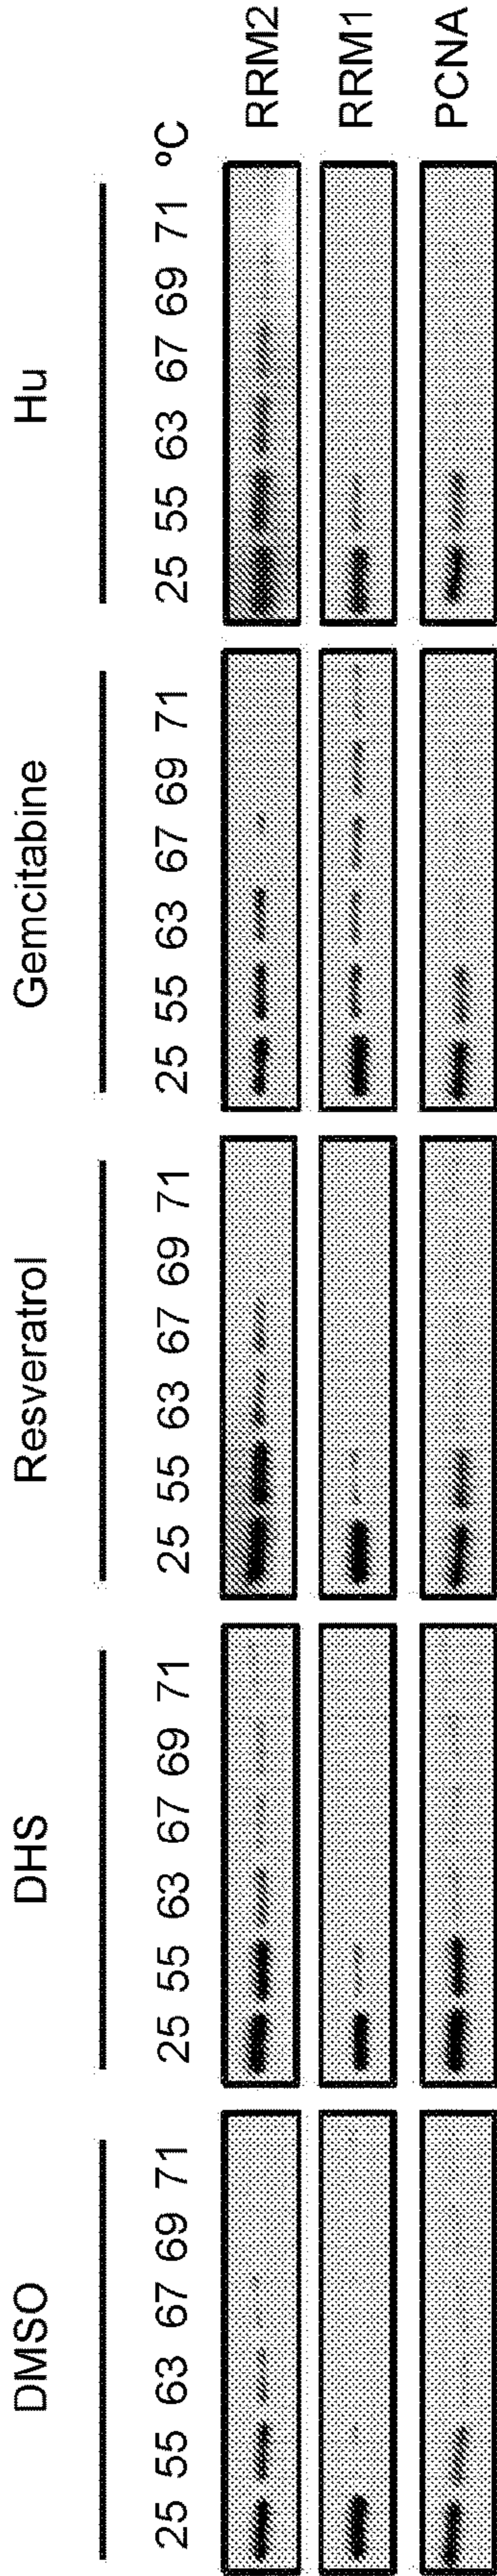 DMSO DHS Resveratrol Gemcitabine Hu
25 55 63 67 69 71 25 55 63 67 69 71 25 55 63 67 69 71 25 55 63 67 69 71 25 55 63 67 69 71 ºC
RRM2
RRM1
PCNA